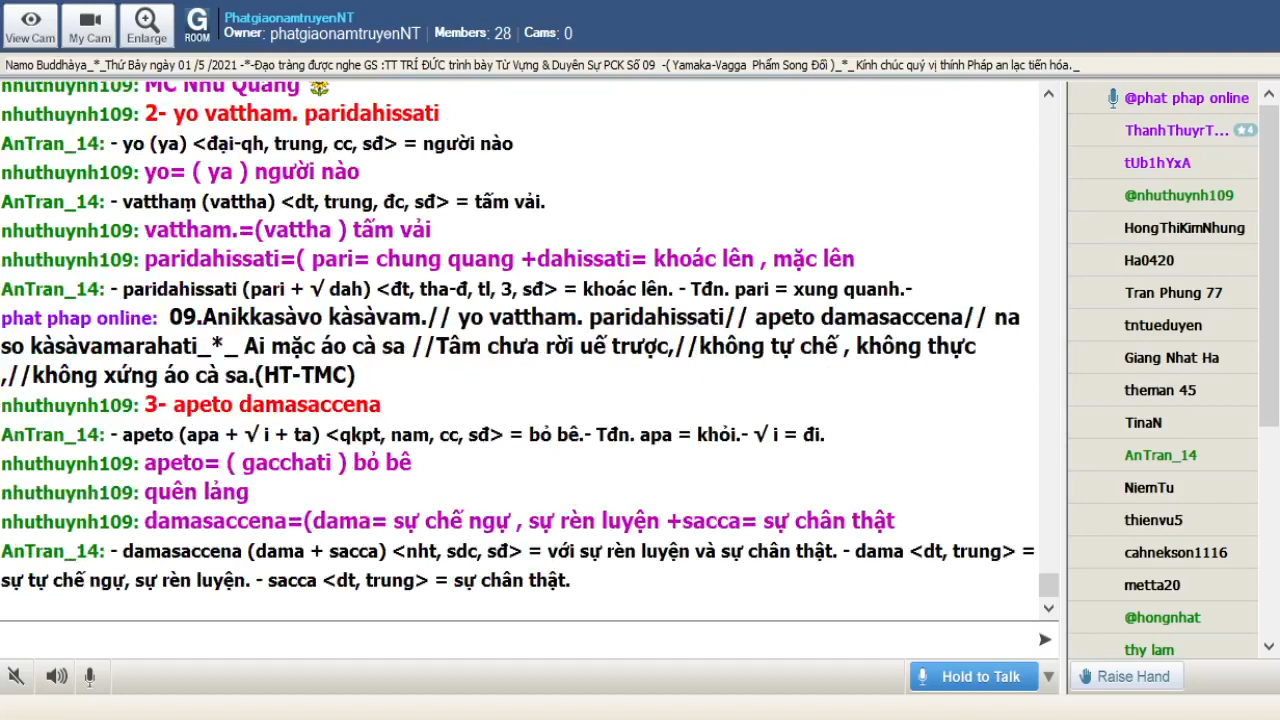 PhatgiaonamtruyenNT
Owner: phatgiaonamtruyenNT | Members: 28 | Cams: 0
View Cam
My Cam
Enlarge
G
ROOM
Namo Buddhàya_*_Thứ Bảy ngày 01 /5 /2021 -*-Đạo tràng được nghe GS :TT TRÍ ĐỨC trình bày Từ Vựng & Duyên Sự PCK Số 09 -( Yamaka-Vagga Phẩm Song Đối )_*_ Kính chúc quý vị thính Pháp an lạc tiến hóa._
nhuthuynh109: MC Như Quang
nhuthuynh109: 2- yo vattham. paridahissati
AnTran_14: - yo (ya) <đại-qh, trung, cc, sđ> = người nào
nhuthuynh109: yo= ( ya ) người nào
AnTran_14: - vatthaṃ (vattha) <dt, trung, đc, sđ> = tấm vải.
nhuthuynh109: vattham.=(vattha ) tấm vải
nhuthuynh109: paridahissati=( pari= chung quang +dahissati= khoác lên , mặc lên
AnTran_14: - paridahissati (pari + √ dah) <đt, tha-đ, tl, 3, sđ> = khoác lên. - Tđn. pari = xung quanh.-
phat phap online: 09.Anikkasàvo kàsàvam.// yo vattham. paridahissati// apeto damasaccena// na
so kàsàvamarahati_*_ Ai mặc áo cà sa //Tâm chưa rời uế trược,//không tự chế , không thực
,//không xứng áo cà sa.(HT-TMC)
nhuthuynh109: 3- apeto damasaccena
AnTran_14: - apeto (apa + √ i + ta) <qkpt, nam, cc, sđ> = bỏ bê.- Tđn. apa = khỏi.- √ i = đi.
nhuthuynh109: apeto= ( gacchati ) bỏ bê
nhuthuynh109: quên lảng
nhuthuynh109: damasaccena=(dama= sự chế ngự , sự rèn luyện +sacca= sự chân thật
AnTran_14: - damasaccena (dama + sacca) <nht, sdc, sđ> = với sự rèn luyện và sự chân thật. - dama <dt, trung> =
sự tự chế ngự, sự rèn luyện. - sacca <dt, trung> = sự chân thật.
@phat phap online
ThanhThuyrT... ★4
tUb1hYxA
@nhuthuynh109
HongThiKimNhung
Ha0420
Tran Phung 77
tntueduyen
Giang Nhat Ha
theman 45
TinaN
AnTran_14
NiemTu
thienvu5
cahnekson1116
metta20
@hongnhat
thy lam
Hold to Talk
Raise Hand